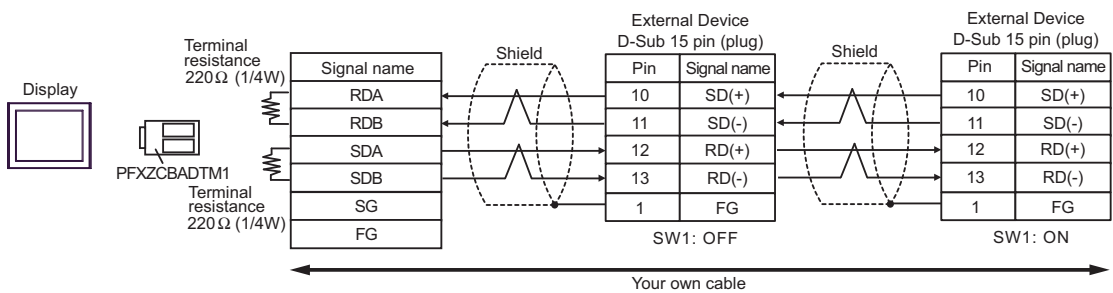 External Device
D-Sub 15 pin (plug)
External Device
D-Sub 15 pin (plug)
Terminal
resistance
220Ω (1/4W)
Shield
Shield
Display
PFXZCBADTM1
Terminal
resistance
220Ω (1/4W)
Signal name
RDA
RDB
SDA
SDB
SG
FG
Pin Signal name
10 SD(+)
11 SD(-)
12 RD(+)
13 RD(-)
1 FG
SW1: OFF
Pin Signal name
10 SD(+)
11 SD(-)
12 RD(+)
13 RD(-)
1 FG
SW1: ON
Your own cable